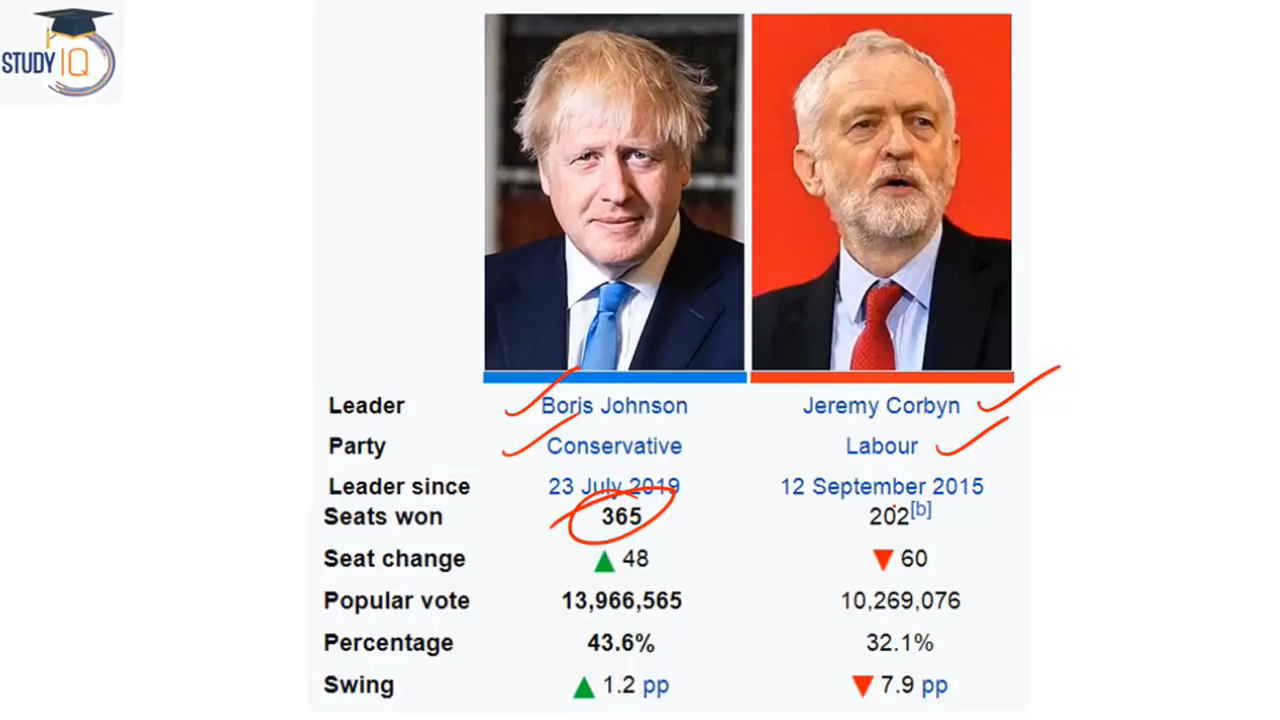 STUDY IQ
Leader Boris Johnson Jeremy Corbyn
Party Conservative Labour
Leader since 23 July 2019 12 September 2015
Seats won 365 202[b]
Seat change ▲ 48 ▼ 60
Popular vote 13,966,565 10,269,076
Percentage 43.6% 32.1%
Swing ▲ 1.2 pp ▼ 7.9 pp